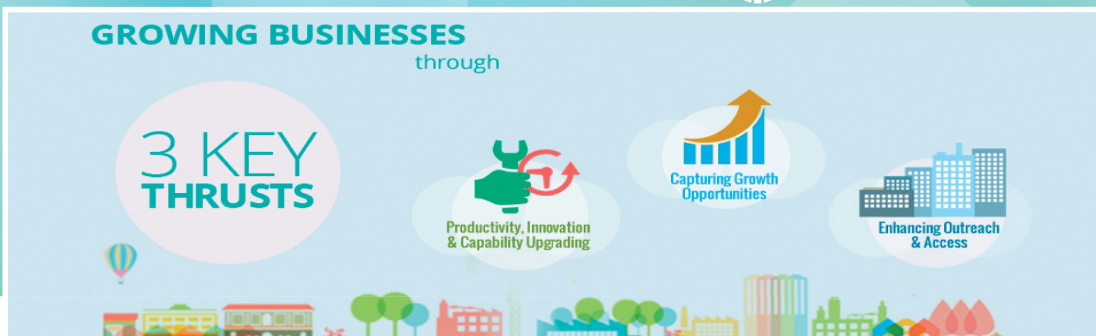 GROWING BUSINESSES
through
3 KEY
THRUSTS
Productivity, Innovation
& Capability Upgrading
Capturing Growth
Opportunities
Enhancing Outreach
& Access